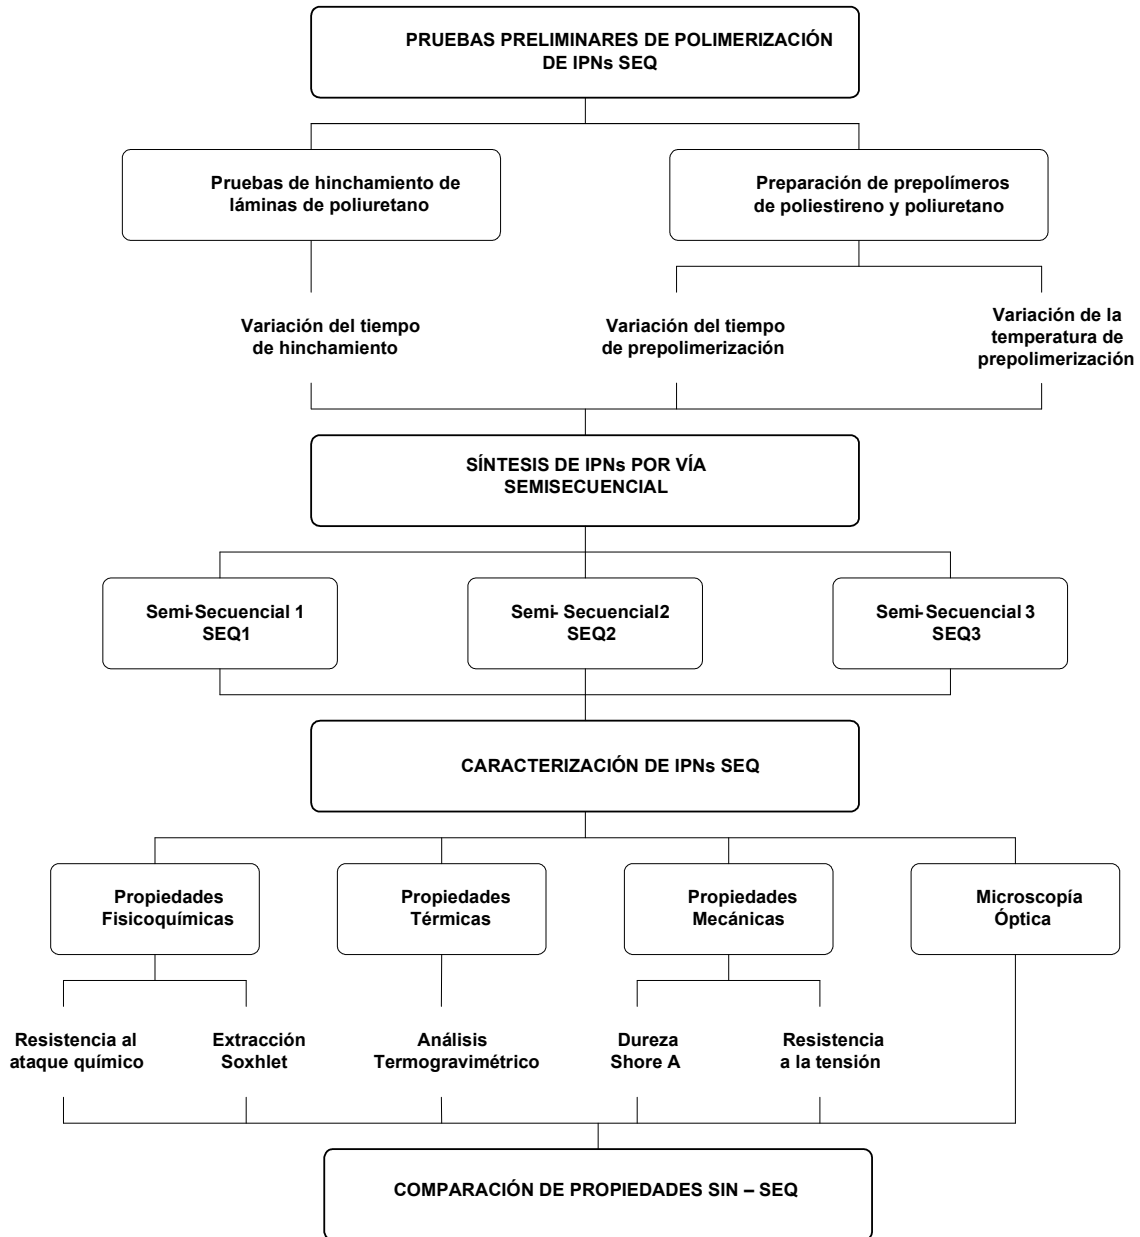 PRUEBAS PRELIMINARES DE POLIMERIZACIÓN
DE IPNs SEQ
Pruebas de hinchamiento de
láminas de poliuretano
Preparación de prepolímeros
de poliestireno y poliuretano
Variación del tiempo
de hinchamiento
Variación del tiempo
de prepolimerización
Variación de la
temperatura de
prepolimerización
SÍNTESIS DE IPNs POR VÍA
SEMISECUENCIAL
Semi-Secuencial 1
SEQ1
Semi- Secuencial2
SEQ2
Semi-Secuencial 3
SEQ3
CARACTERIZACIÓN DE IPNs SEQ
Propiedades
Fisicoquímicas
Propiedades
Térmicas
Propiedades
Mecánicas
Microscopía
Óptica
Resistencia al
ataque químico
Extracción
Soxhlet
Análisis
Termogravimétrico
Dureza
Shore A
Resistencia
a la tensión
COMPARACIÓN DE PROPIEDADES SIN – SEQ